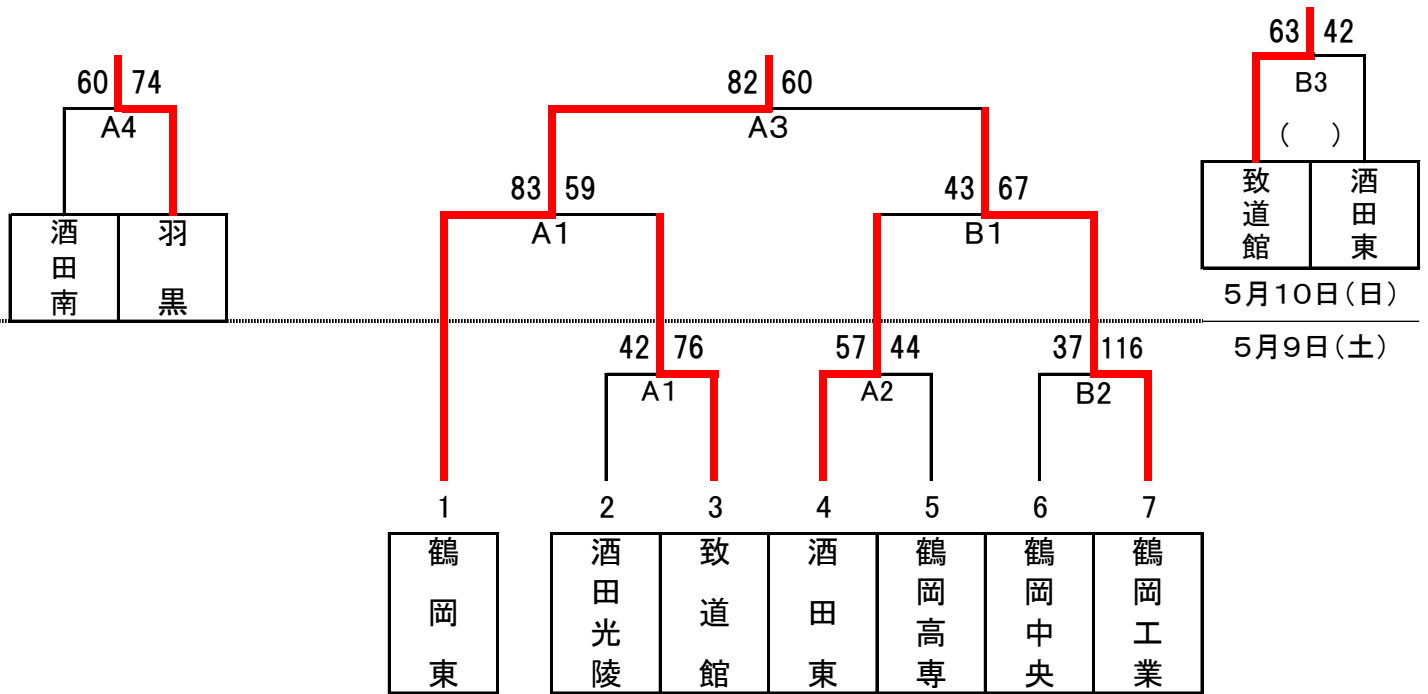 63 42
B3
( )
致道館 酒田東
60 74
A4
酒田南 羽黒
82 60
A3
83 59
A1
43 67
B1
5月10日(日)
5月9日(土)
42 76
A1
57 44
A2
37 116
B2
1 2 3 4 5 6 7
鶴岡東 酒田光陵 致道館 酒田東 鶴岡高専 鶴岡中央 鶴岡工業